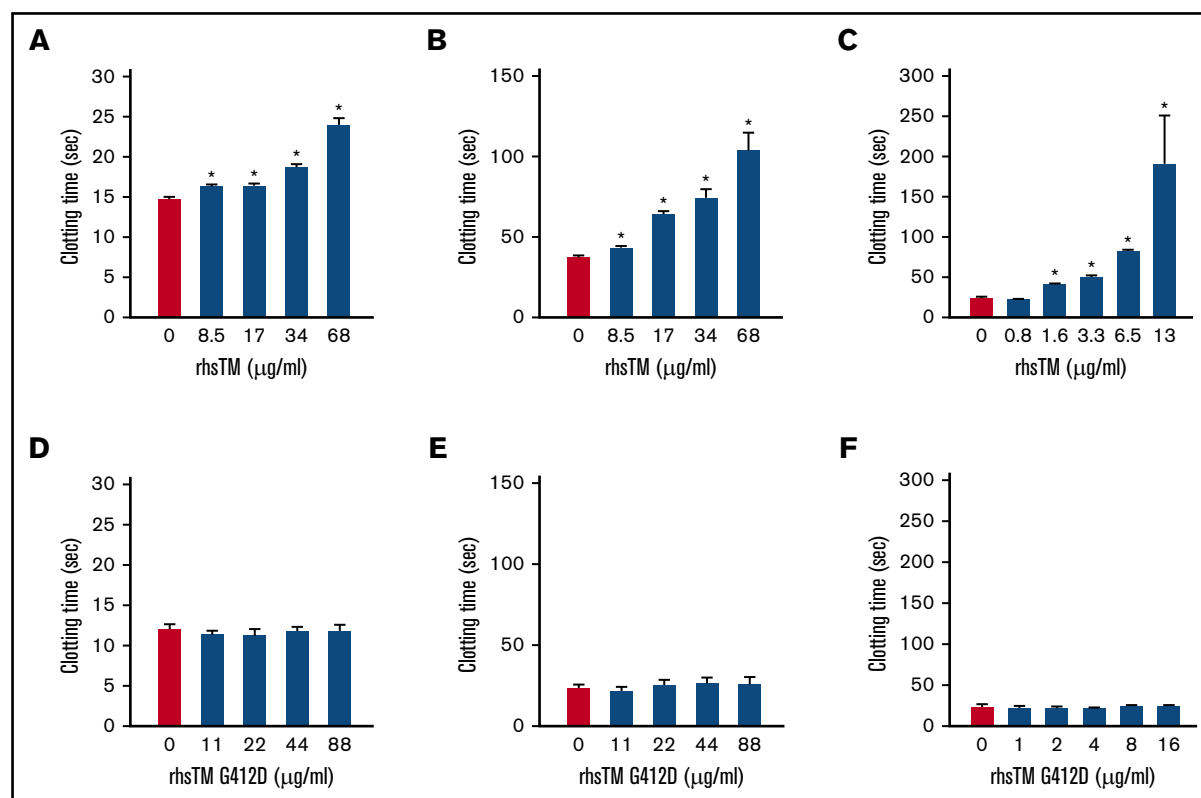 A
Clotting time (sec)
30
25
20
15
10
5
0
*
*
*
*
0 8.5 17 34 68
rhsTM (μg/ml)
B
Clotting time (sec)
150
100
50
0
*
*
*
*
0 8.5 17 34 68
rhsTM (μg/ml)
C
Clotting time (sec)
300
250
200
150
100
50
0
*
*
*
*
0 0.8 1.6 3.3 6.5 13
rhsTM (μg/ml)
D
Clotting time (sec)
30
25
20
15
10
5
0
0 11 22 44 88
rhsTM G412D (μg/ml)
E
Clotting time (sec)
150
100
50
0
0 11 22 44 88
rhsTM G412D (μg/ml)
F
Clotting time (sec)
300
250
200
150
100
50
0
0 1 2 4 8 16
rhsTM G412D (μg/ml)